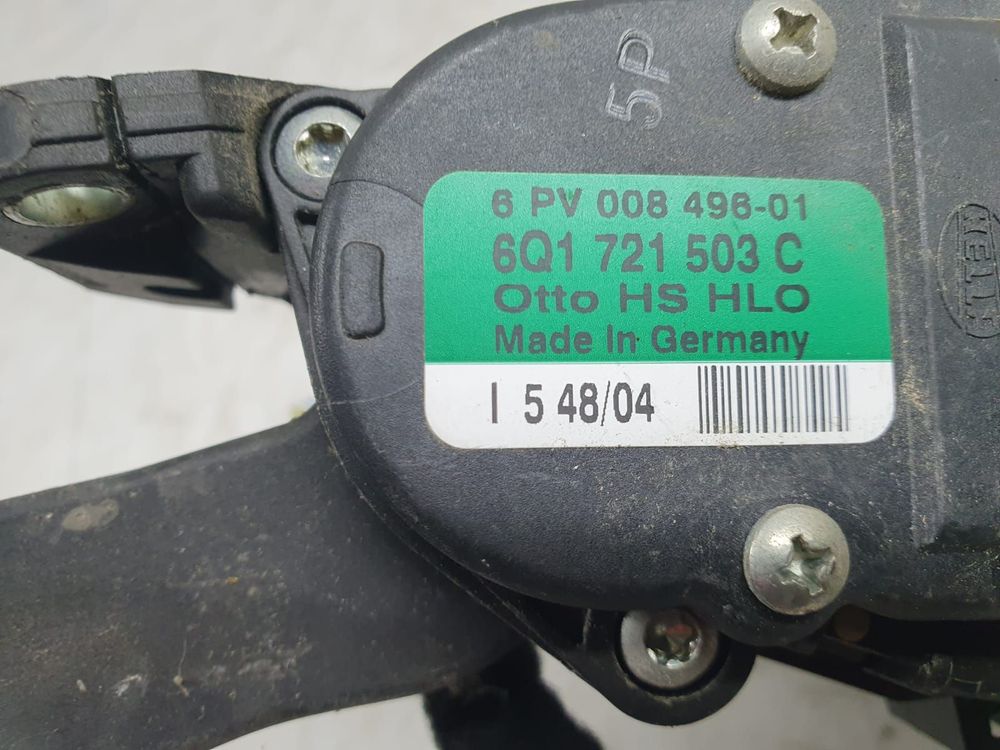 5P
6 PV 008 496-01
6Q1 721 503 C
Otto HS HLO
Made In Germany
I 5 48/04
HELLA